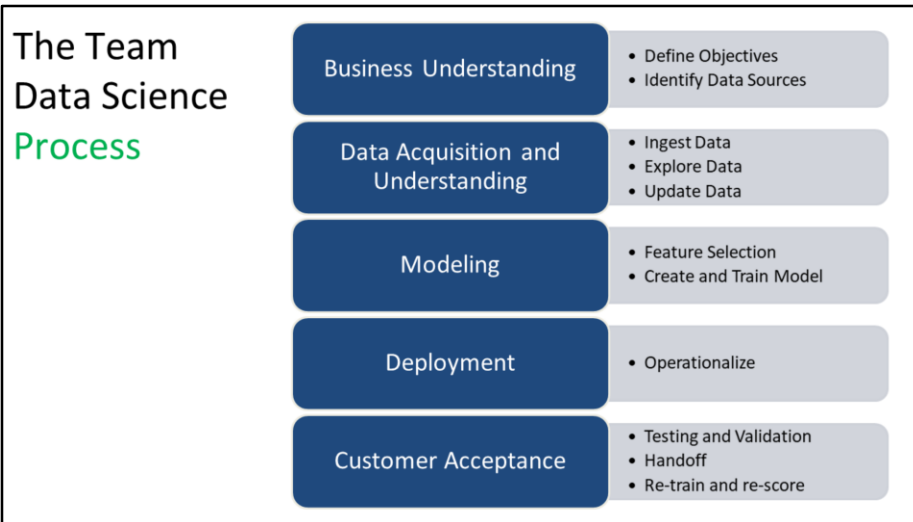 The Team
Data Science
Process
Business Understanding
• Define Objectives
• Identify Data Sources
Data Acquisition and
Understanding
• Ingest Data
• Explore Data
• Update Data
Modeling
• Feature Selection
• Create and Train Model
Deployment
• Operationalize
Customer Acceptance
• Testing and Validation
• Handoff
• Re-train and re-score